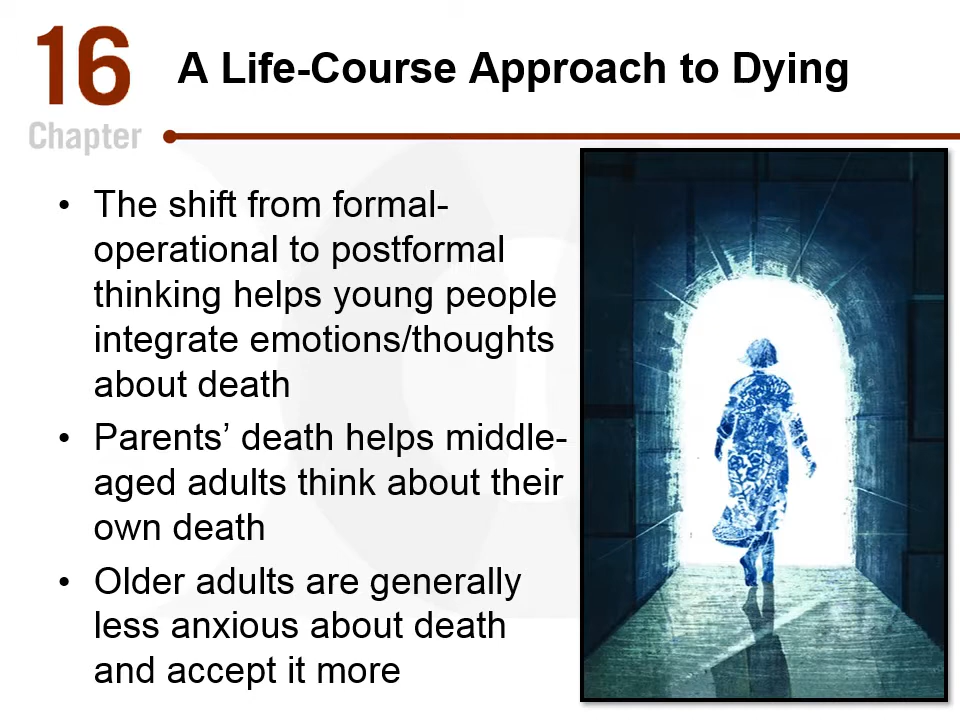 16
Chapter
A Life-Course Approach to Dying
• The shift from formal-
operational to postformal
thinking helps young people
integrate emotions/thoughts
about death
• Parents’ death helps middle-
aged adults think about their
own death
• Older adults are generally
less anxious about death
and accept it more